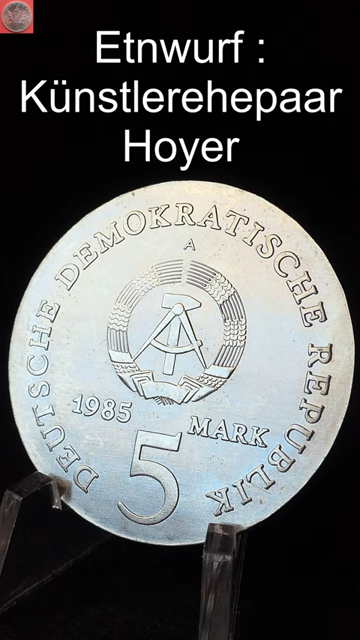 Etnwurf :
Künstlerehepaar
Hoyer
DEUTSCHE DEMOKRATISCHE REPUBLIK
A
1985
MARK
5